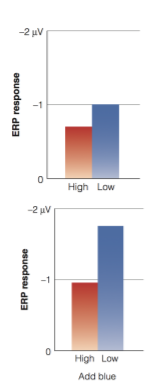 −2 μV
ERP response
−1
0
High Low
−2 μV
ERP response
−1
0
High Low
Add blue